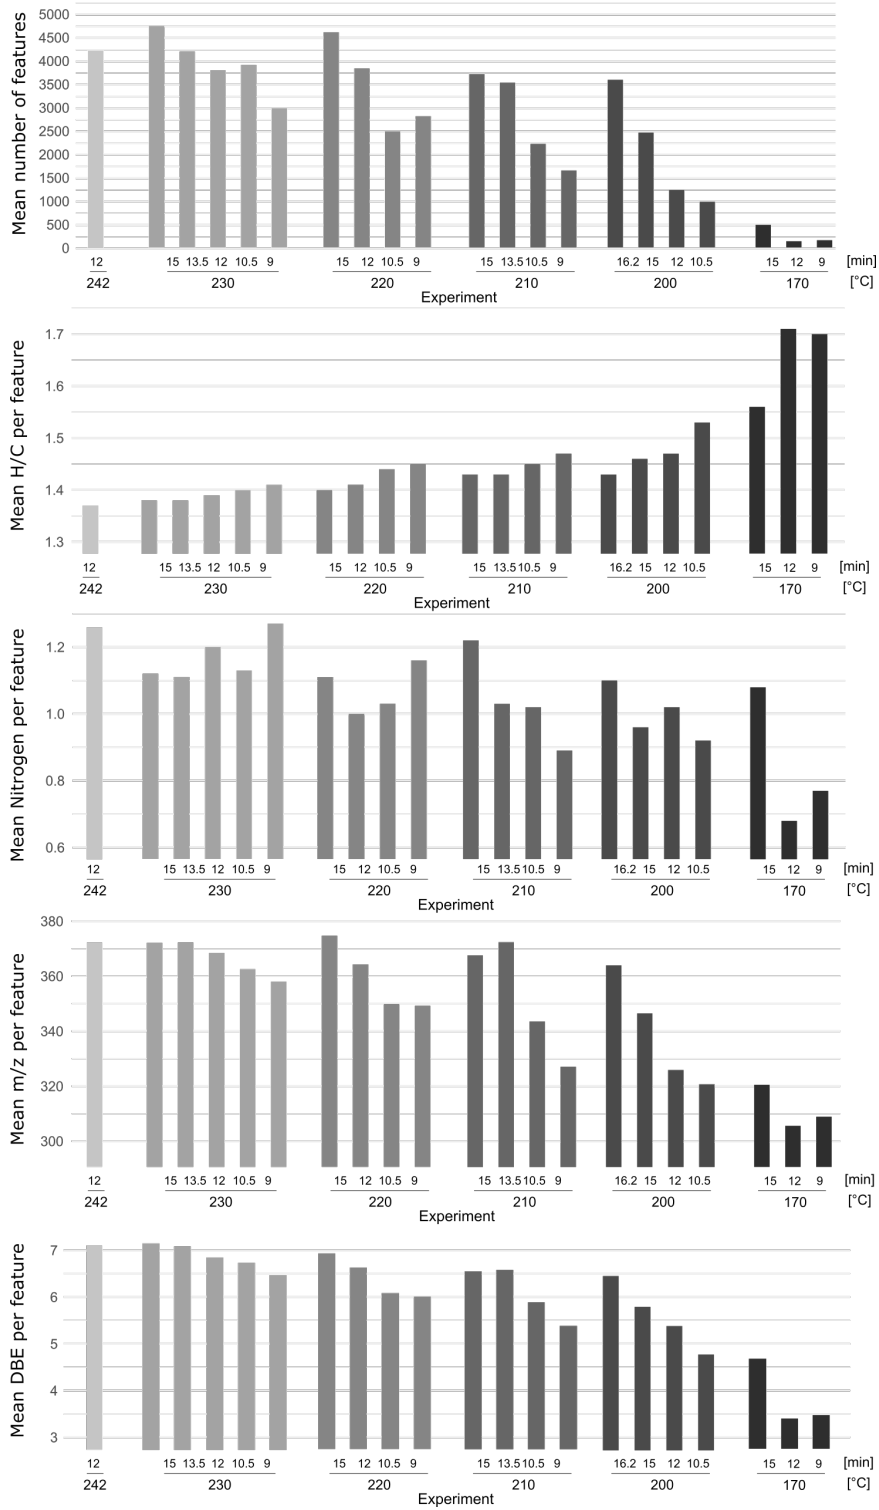 Mean number of features
5000
4500
4000
3500
3000
2500
2000
1500
1000
500
0
12 15 13.5 12 10.5 9 15 12 10.5 9 15 13.5 10.5 9 16.2 15 12 10.5 15 12 9 [min]
242 230 220 210 200 170 [°C]
Experiment
Mean H/C per feature
1.7
1.6
1.5
1.4
1.3
12 15 13.5 12 10.5 9 15 12 10.5 9 15 13.5 10.5 9 16.2 15 12 10.5 15 12 9 [min]
242 230 220 210 200 170 [°C]
Experiment
Mean Nitrogen per feature
1.2
1.0
0.8
0.6
12 15 13.5 12 10.5 9 15 12 10.5 9 15 13.5 10.5 9 16.2 15 12 10.5 15 12 9 [min]
242 230 220 210 200 170 [°C]
Experiment
Mean m/z per feature
380
360
340
320
300
12 15 13.5 12 10.5 9 15 12 10.5 9 15 13.5 10.5 9 16.2 15 12 10.5 15 12 9 [min]
242 230 220 210 200 170 [°C]
Experiment
Mean DBE per feature
7
6
5
4
3
12 15 13.5 12 10.5 9 15 12 10.5 9 15 13.5 10.5 9 16.2 15 12 10.5 15 12 9 [min]
242 230 220 210 200 170 [°C]
Experiment